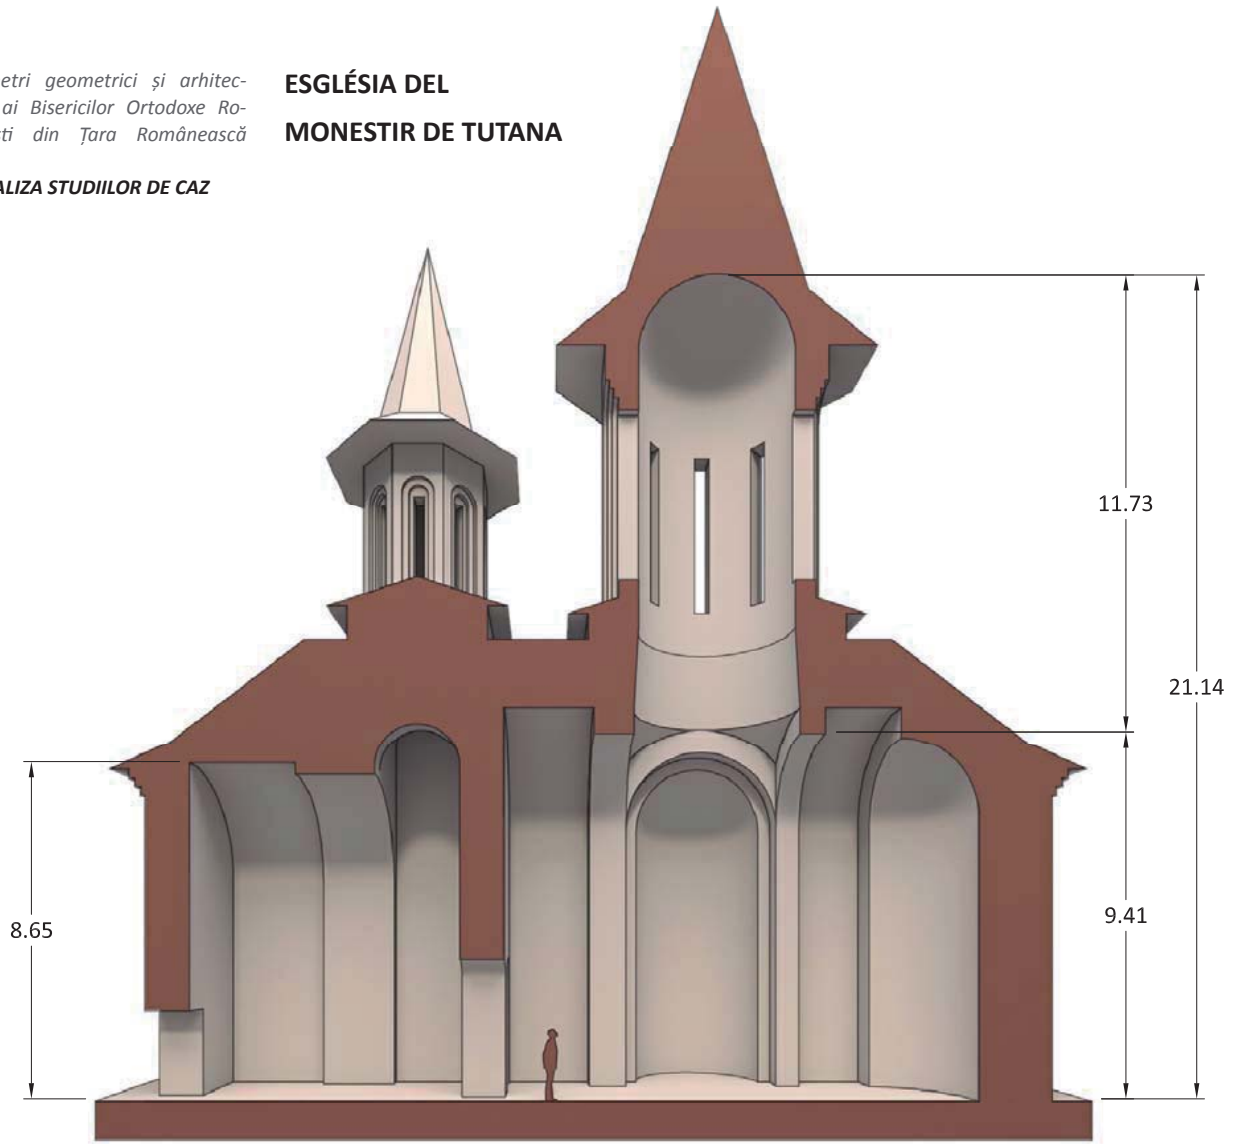 etri geometrici și arhitec-
ai Bisericilor Ortodoxe Ro-
ști din Țara Românească
ALIZA STUDIILOR DE CAZ
ESGLÉSIA DEL
MONESTIR DE TUTANA
11.73
21.14
9.41
8.65